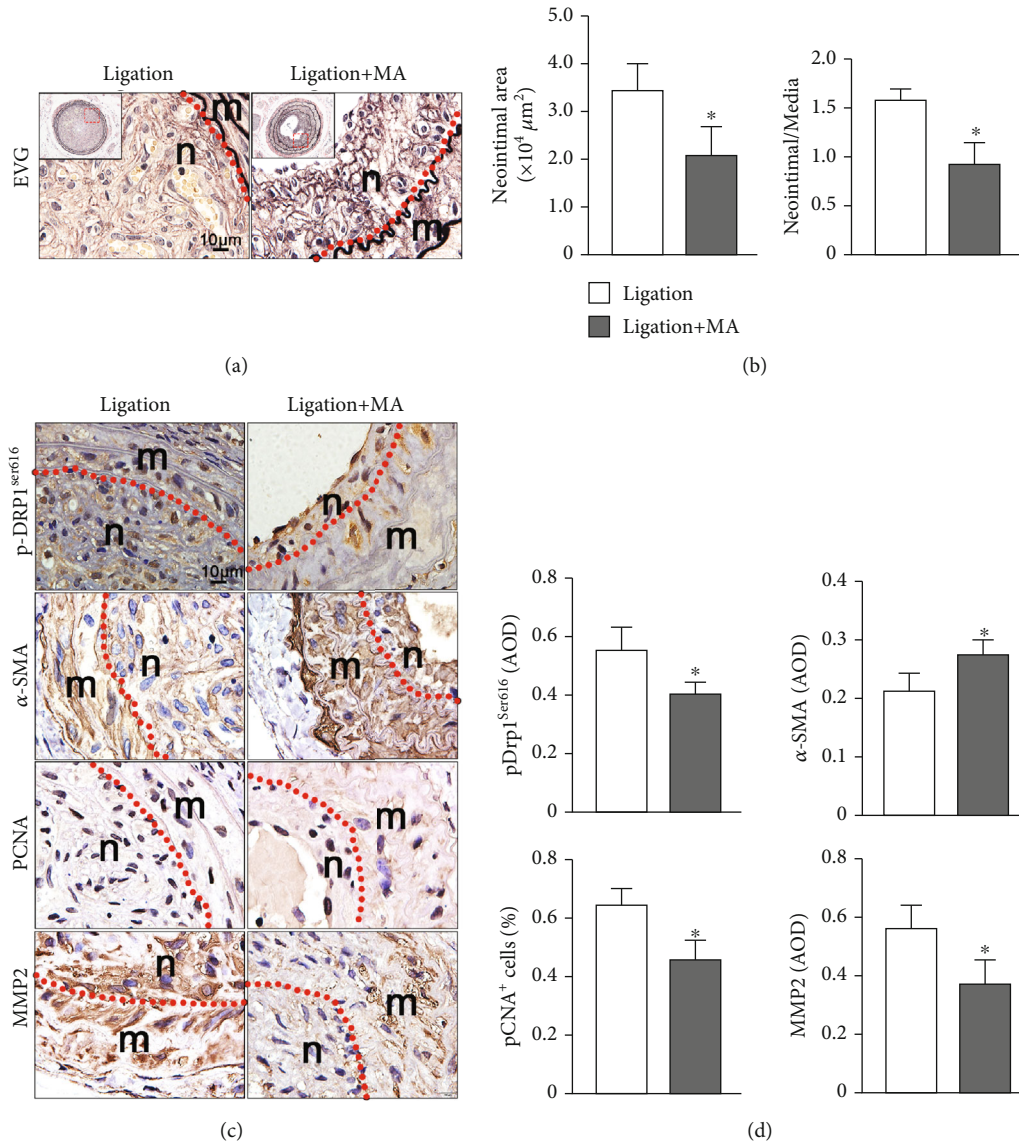 Ligation
Ligation+MA
EVG
m
n
10μm
n
m
(a)
Neointimal area
(×10⁴ μm²)
5.0
4.0
3.0
2.0
4.0
0
*
Neointimal/Media
2.0
1.5
1.0
0.5
0
*
Ligation
Ligation+MA
(b)
Ligation
Ligation+MA
p-DRP1ser616
m
n
10μm
n
m
α-SMA
n
m
n
m
PCNA
m
n
m
n
MMP2
n
m
m
n
(c)
pDrp1Ser616 (AOD)
0.8
0.6
0.4
0.2
0
*
α-SMA (AOD)
0.4
0.3
0.2
0.1
0
*
pCNA⁺ cells (%)
0.8
0.6
0.4
0.2
0.0
*
MMP2 (AOD)
0.8
0.6
0.4
0.2
0
*
(d)